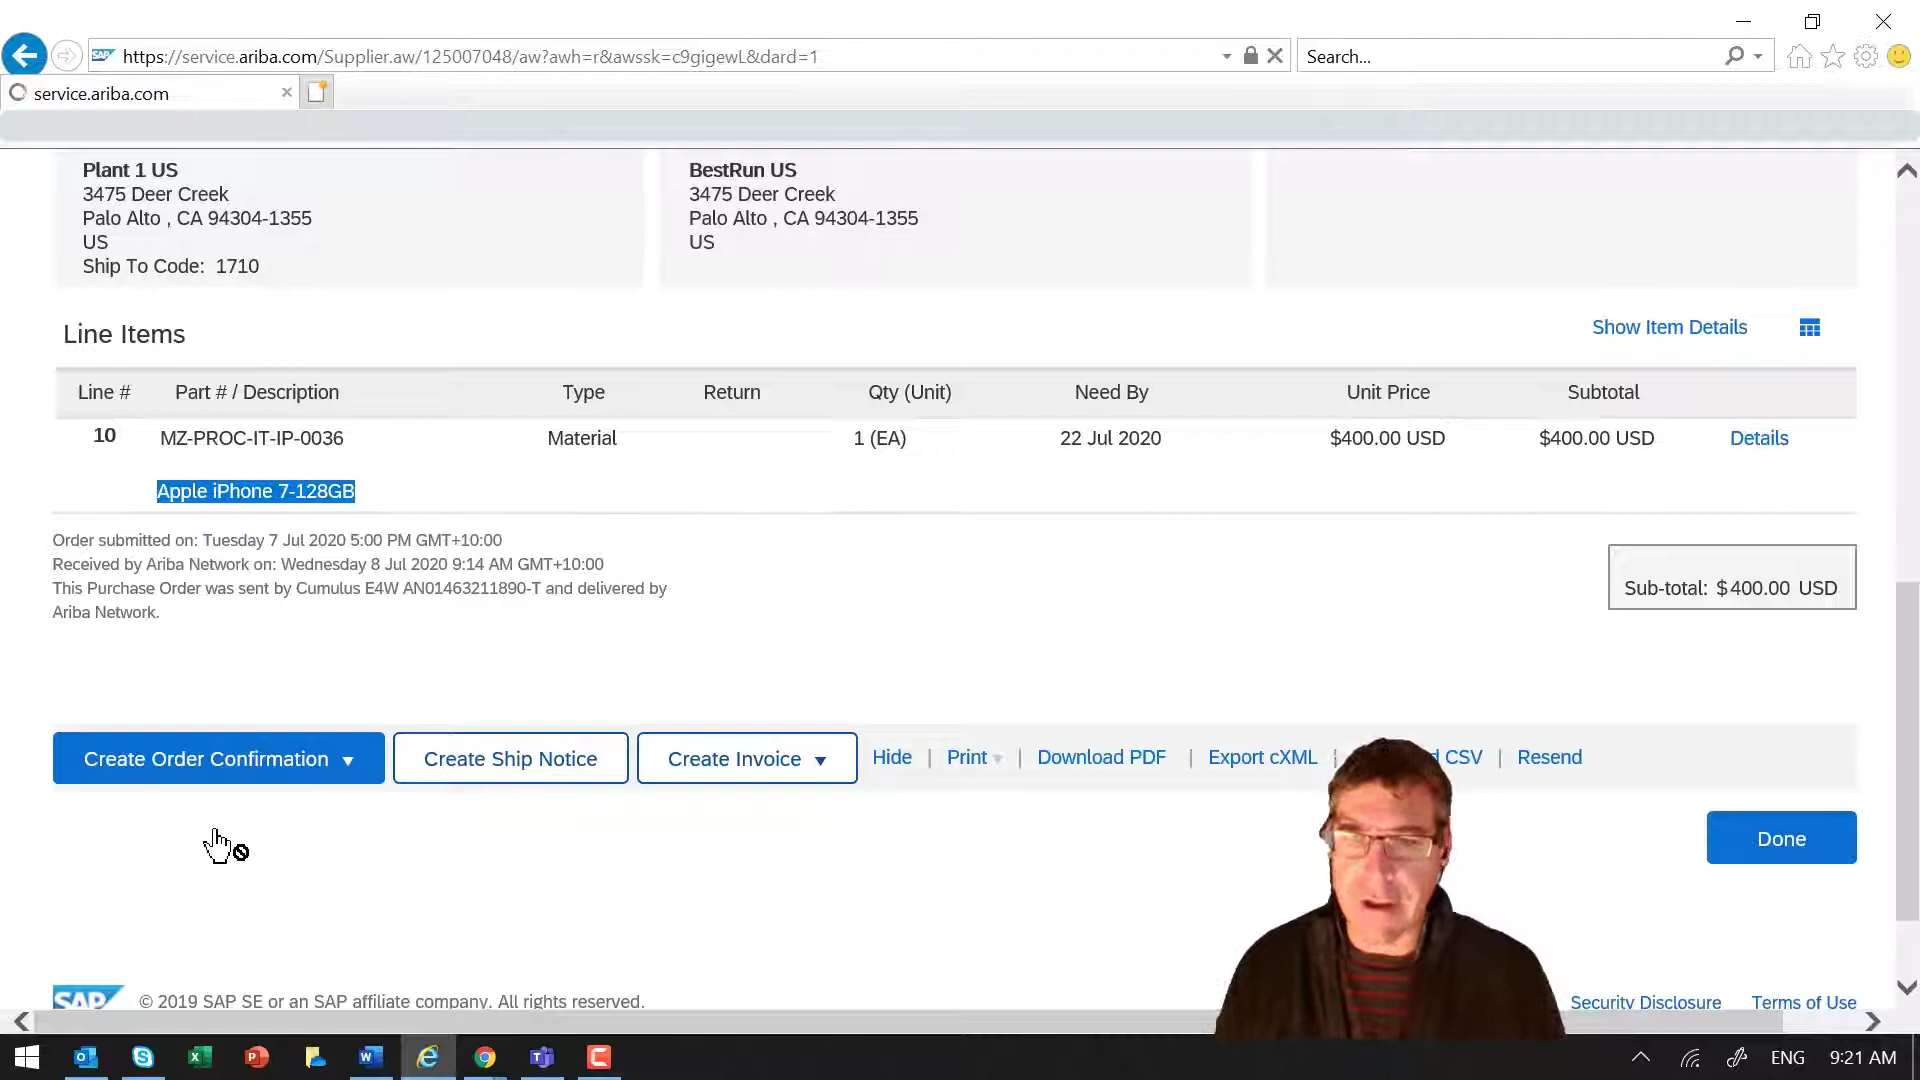 https://service.ariba.com/Supplier.aw/125007048/aw?awh=r&awssk=c9gigewL&dard=1
Search...
service.ariba.com
Plant 1 US
3475 Deer Creek
Palo Alto , CA 94304-1355
US
Ship To Code: 1710
BestRun US
3475 Deer Creek
Palo Alto , CA 94304-1355
US
Line Items
Show Item Details
Line # Part # / Description Type Return Qty (Unit) Need By Unit Price Subtotal
10 MZ-PROC-IT-IP-0036 Material 1 (EA) 22 Jul 2020 $400.00 USD $400.00 USD Details
Apple iPhone 7-128GB
Order submitted on: Tuesday 7 Jul 2020 5:00 PM GMT+10:00
Received by Ariba Network on: Wednesday 8 Jul 2020 9:14 AM GMT+10:00
This Purchase Order was sent by Cumulus E4W AN01463211890-T and delivered by
Ariba Network.
Sub-total: $400.00 USD
Create Order Confirmation Create Ship Notice Create Invoice Hide | Print | Download PDF | Export cXML | CSV | Resend
Done
SAP © 2019 SAP SE or an SAP affiliate company. All rights reserved.
Security Disclosure Terms of Use
ENG 9:21 AM